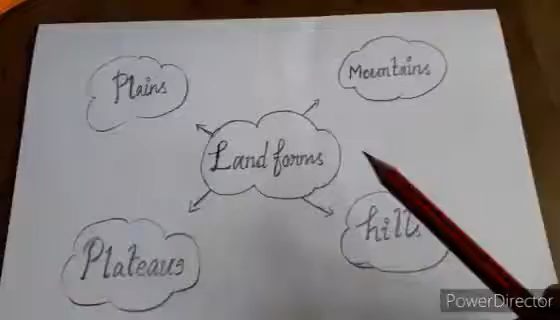 Plains
Mountains
Land forms
Plateaus
hills
PowerDirector